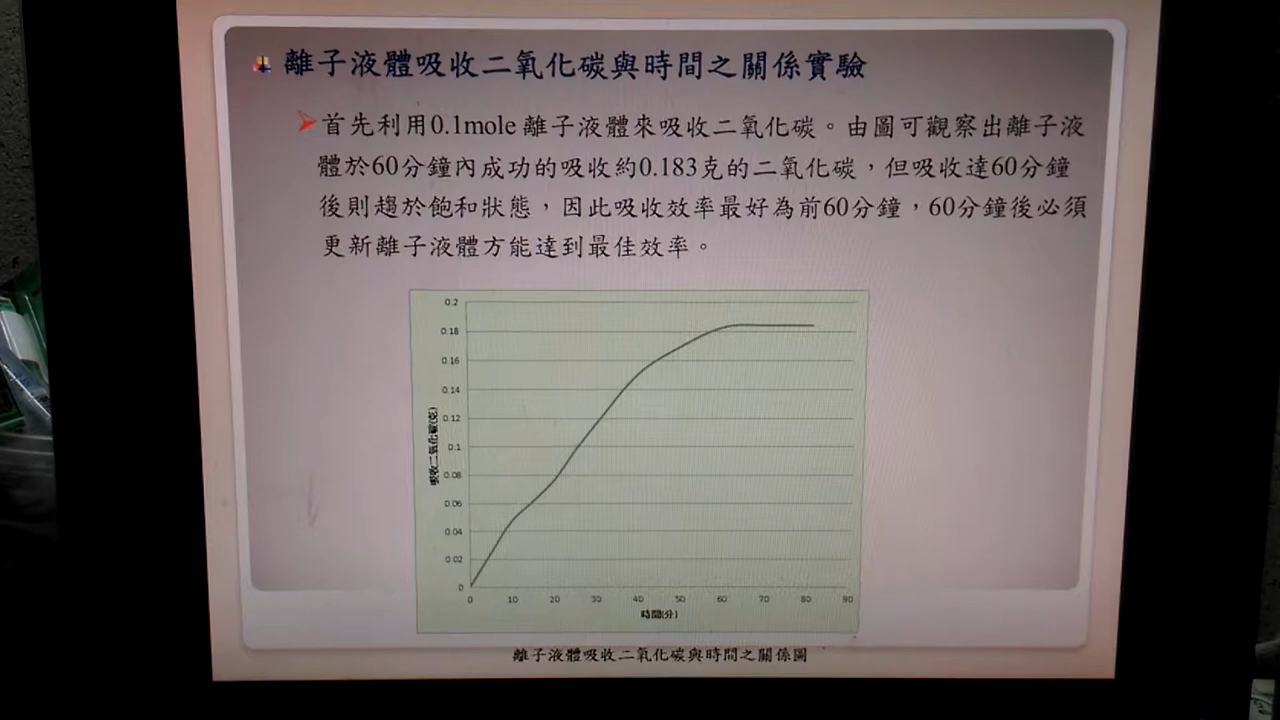 離子液體吸收二氧化碳與時間之關係實驗
首先利用0.1mole 離子液體來吸收二氧化碳。由圖可觀察出離子液
體於60分鐘內成功的吸收約0.183克的二氧化碳，但吸收達60分鐘
後則趨於飽和狀態，因此吸收效率最好為前60分鐘，60分鐘後必須
更新離子液體方能達到最佳效率。
0.2
0.18
0.16
0.14
0.12
0.1
0.08
0.06
0.04
0.02
0
吸收二氧化碳(克)
0 10 20 30 40 50 60 70 80 90
時間(分)
離子液體吸收二氧化碳與時間之關係圖